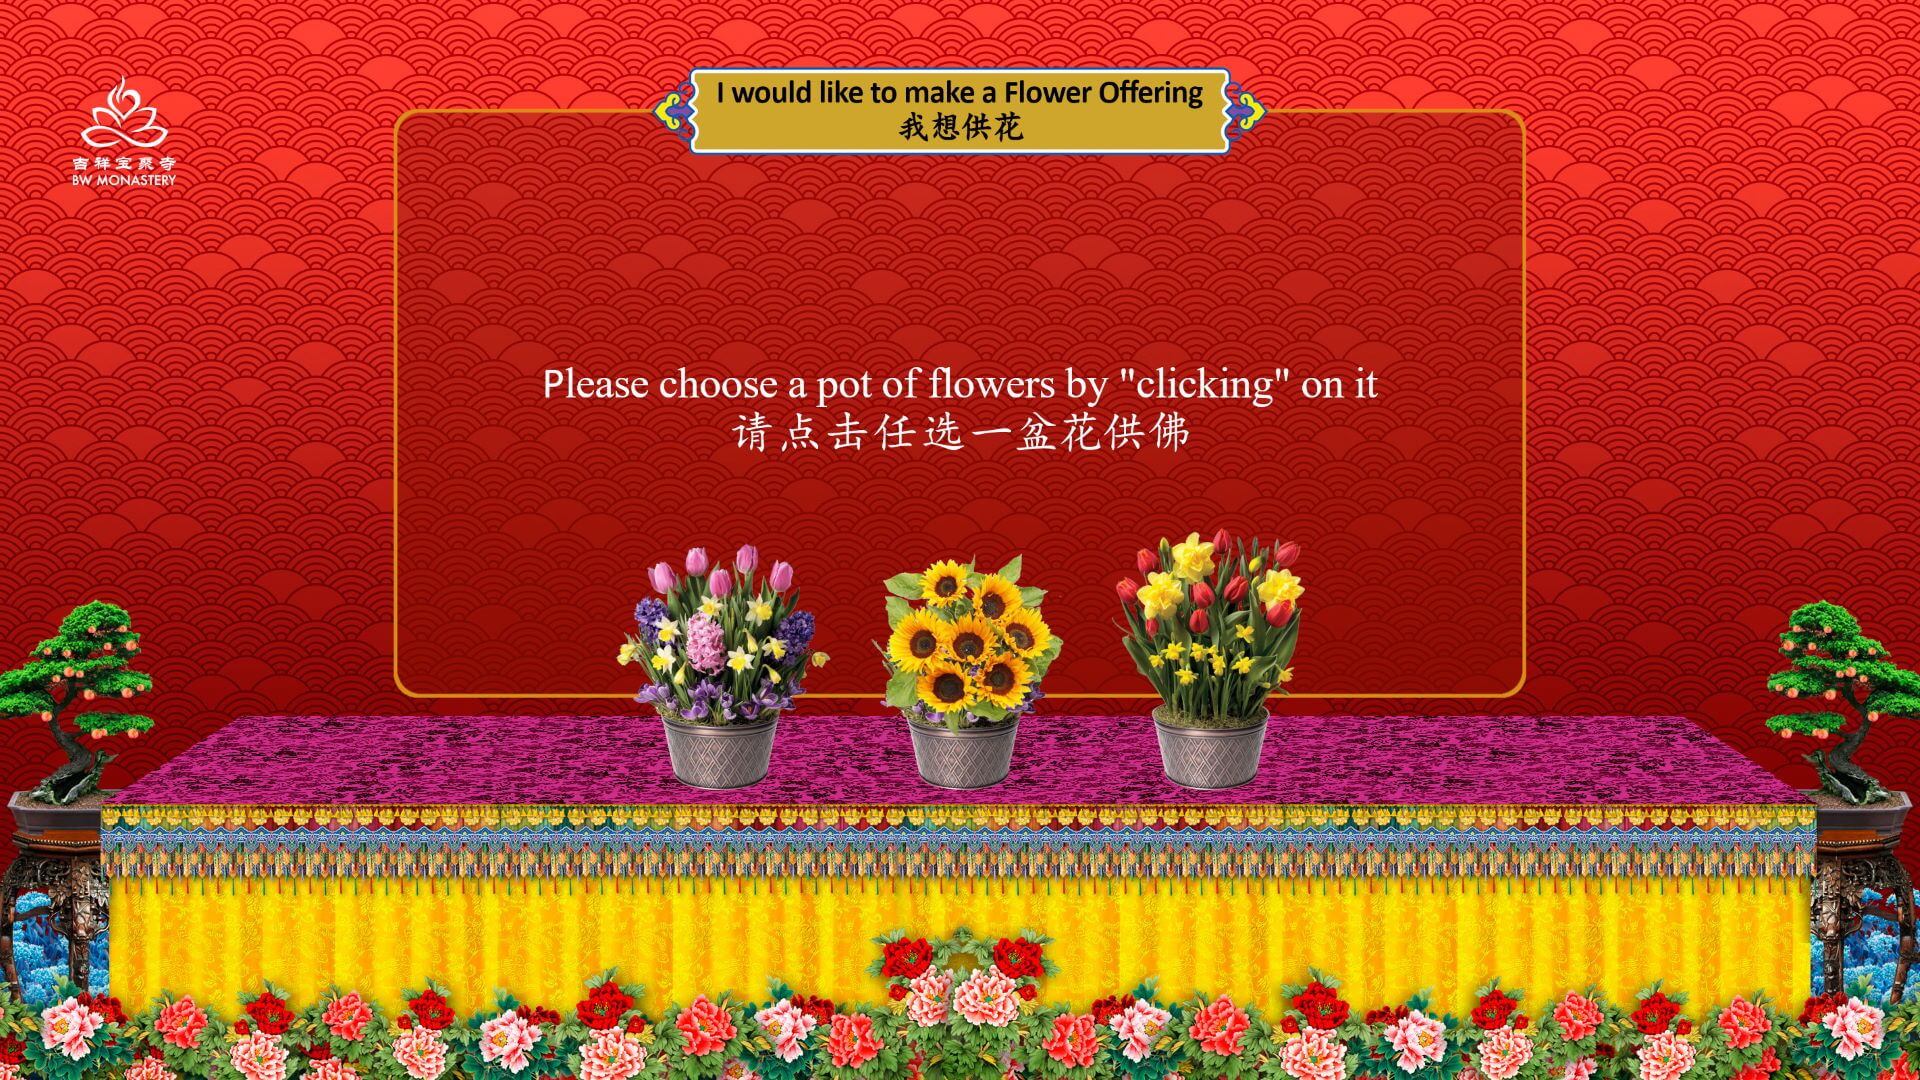 I would like to make a Flower Offering
我想供花
吉祥宝聚寺
BW MONASTERY
Please choose a pot of flowers by "clicking" on it
请点击任选一盆花供佛